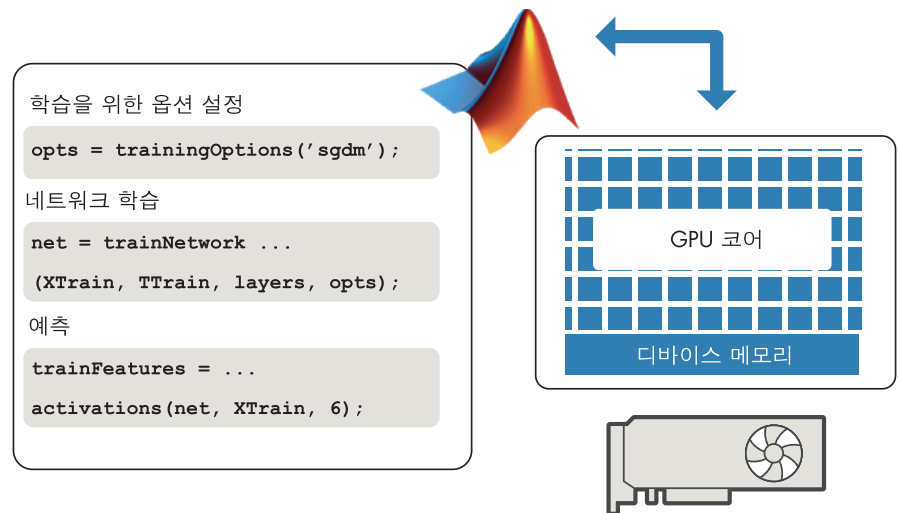 학습을 위한 옵션 설정
opts = trainingOptions('sgdm');
네트워크 학습
net = trainNetwork ...
(XTrain, TTrain, layers, opts);
예측
trainFeatures = ...
activations(net, XTrain, 6);
GPU 코어
디바이스 메모리